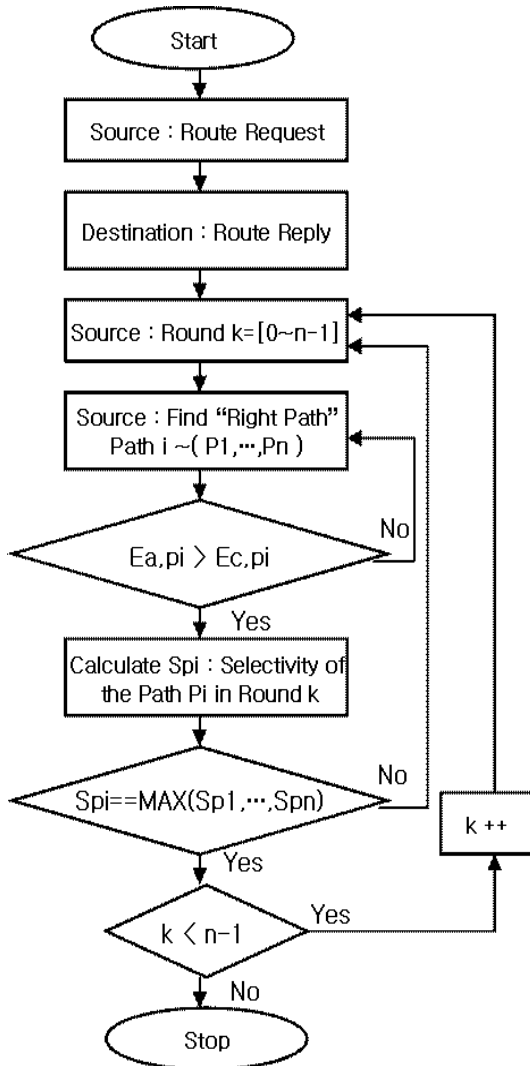 Start
Source : Route Request
Destination : Route Reply
Source : Round k=[0~n-1]
Source : Find “Right Path”
Path i ~( P1,···,Pn )
No
Ea,pi > Ec,pi
Yes
Calculate Spi : Selectivity of
the Path Pi in Round k
No
Spi==MAX(Sp1,···,Spn)
k ++
Yes
Yes
k < n-1
No
Stop